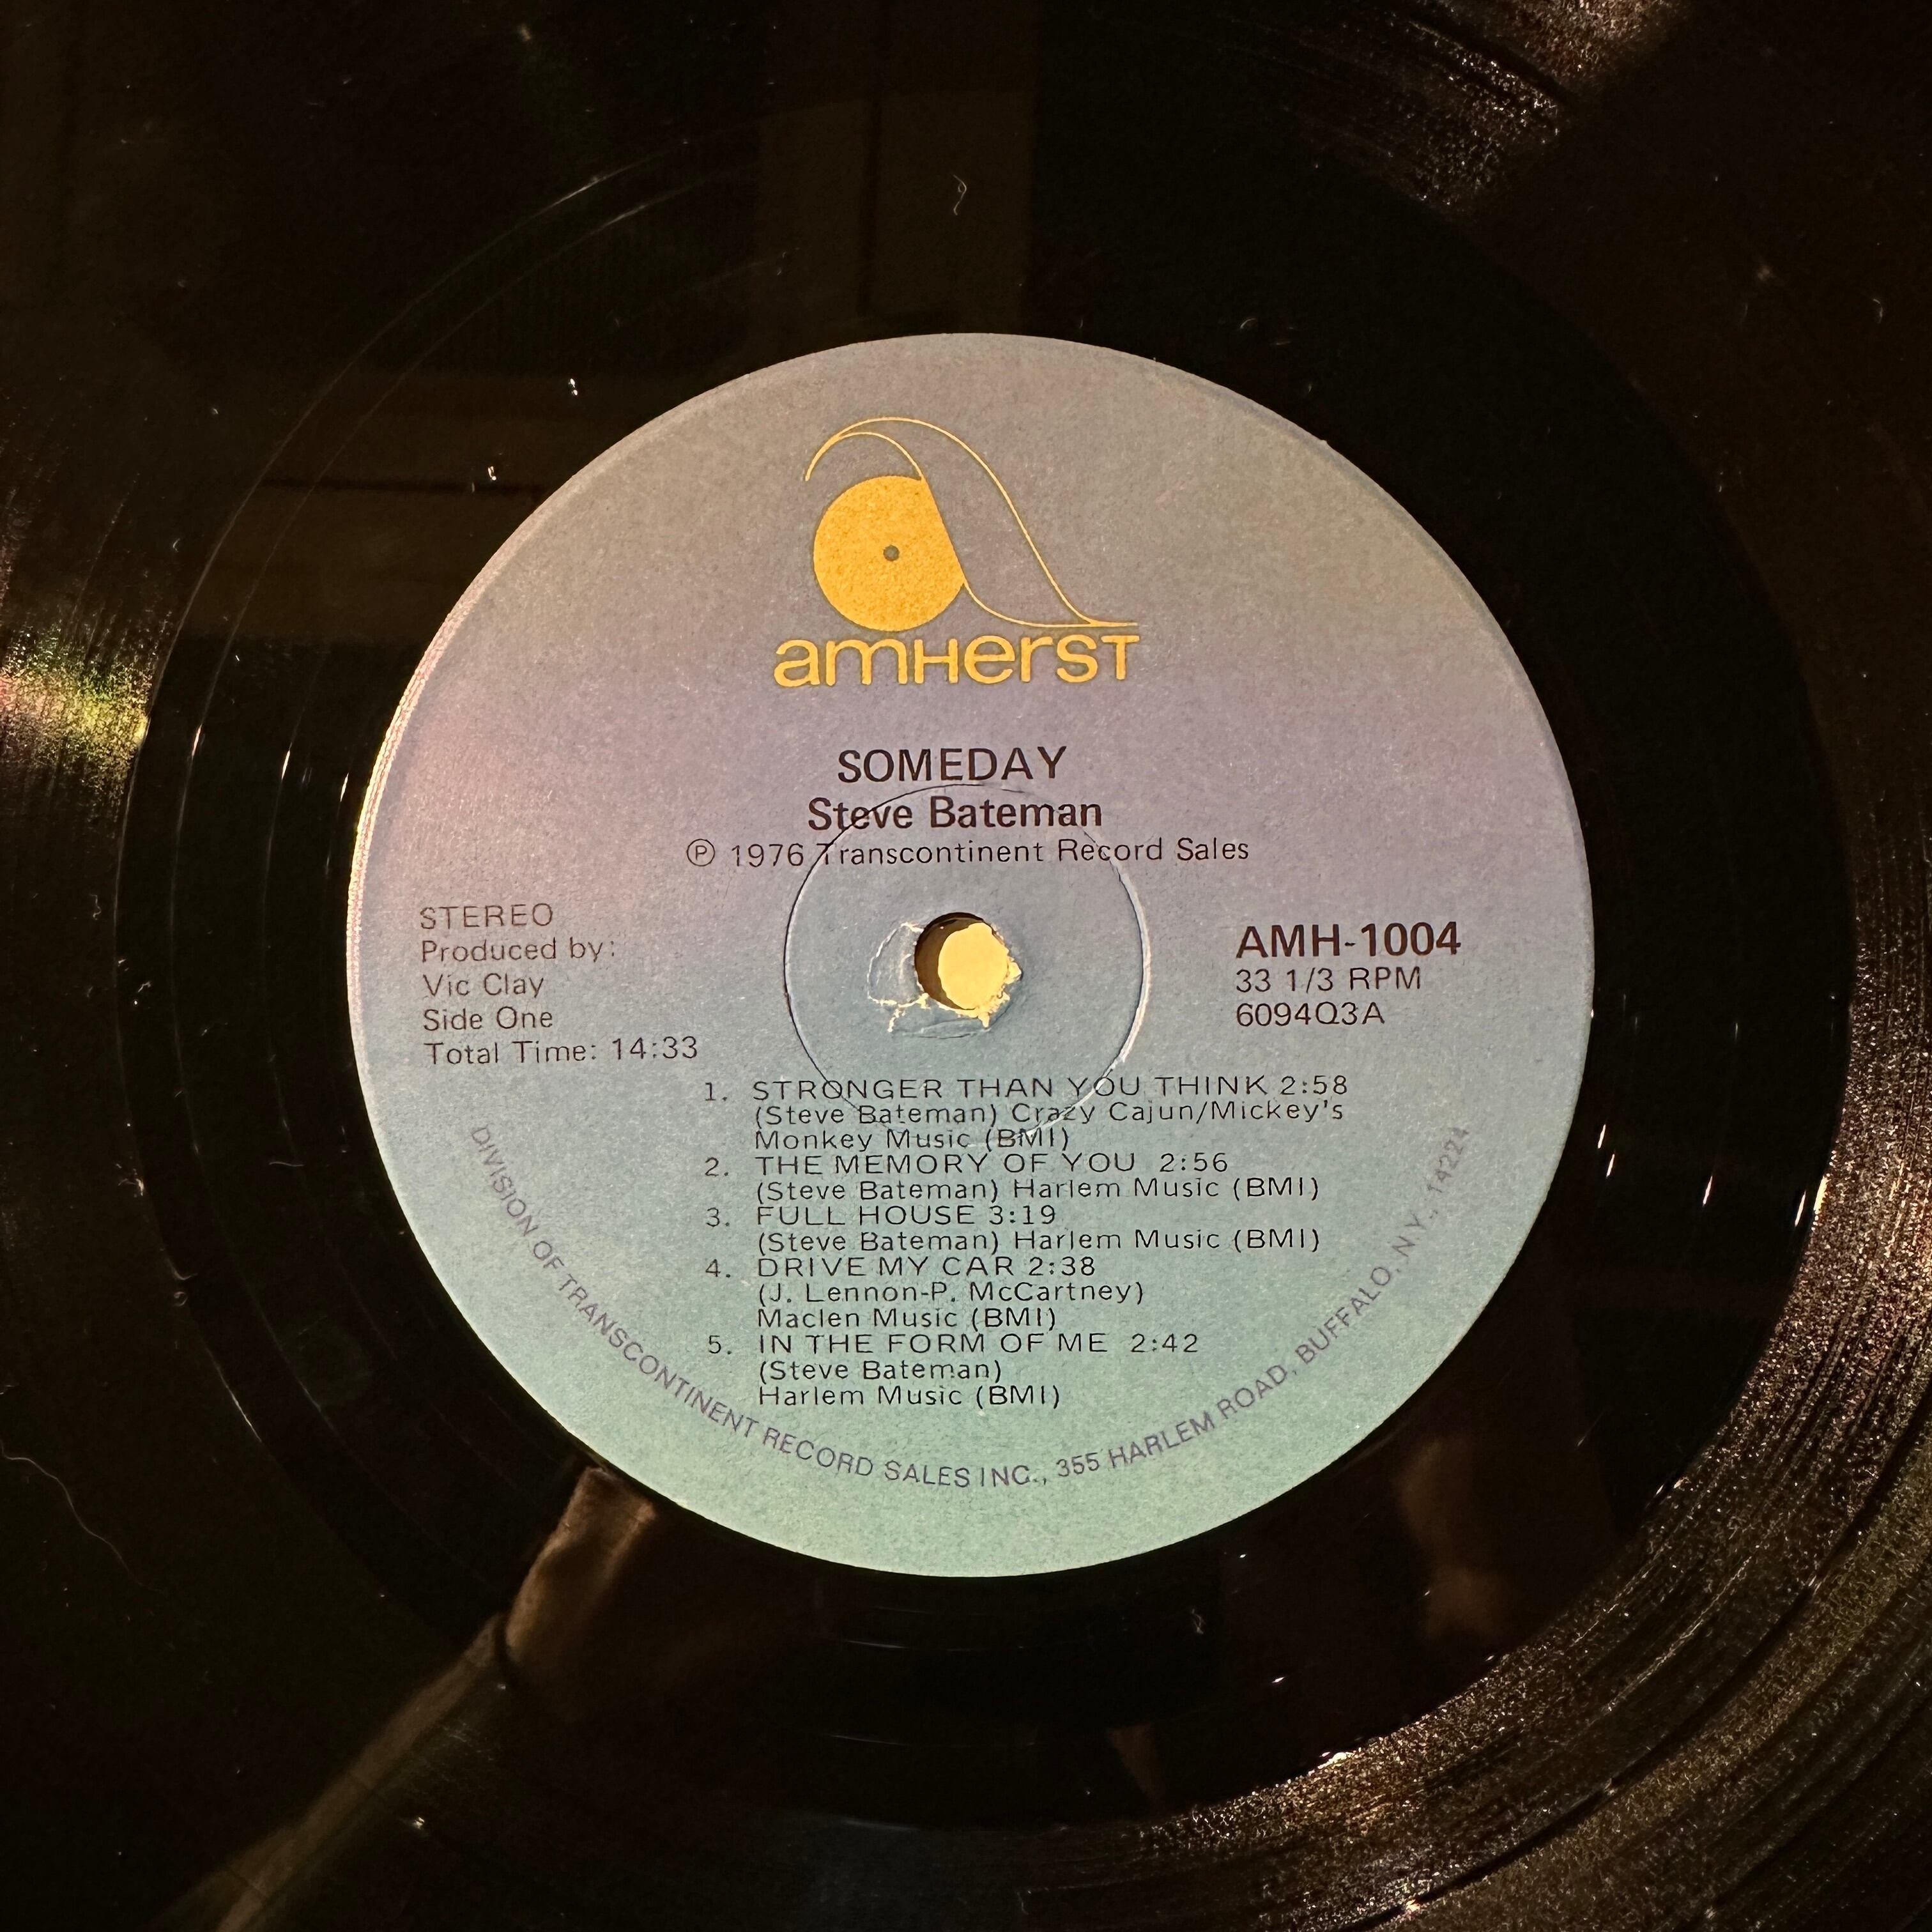 amHerST
SOMEDAY
Steve Bateman
℗ 1976 Transcontinent Record Sales
STEREO
Produced by:
Vic Clay
Side One
Total Time: 14:33
AMH-1004
33 1/3 RPM
6094Q3A
1. STRONGER THAN YOU THINK 2:58
(Steve Bateman) Crazy Cajun/Mickey's
Monkey Music (BMI)
2. THE MEMORY OF YOU 2:56
(Steve Bateman) Harlem Music (BMI)
3. FULL HOUSE 3:19
(Steve Bateman) Harlem Music (BMI)
4. DRIVE MY CAR 2:38
(J. Lennon-P. McCartney)
Maclen Music (BMI)
5. IN THE FORM OF ME 2:42
(Steve Bateman)
Harlem Music (BMI)
DIVISION OF TRANSCONTINENT RECORD SALES INC., 355 HARLEM ROAD, BUFFALO, N.Y., 14224